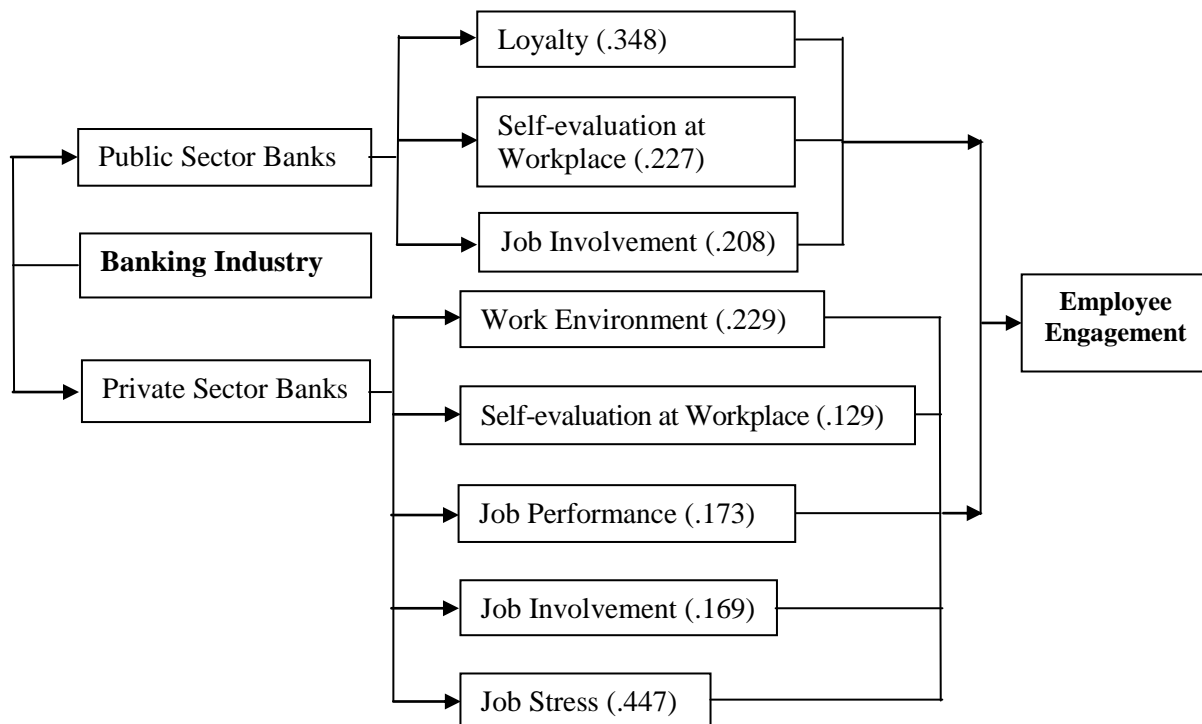 Loyalty (.348)
Self-evaluation at
Workplace (.227)
Public Sector Banks
Job Involvement (.208)
Banking Industry
Work Environment (.229)
Employee
Engagement
Private Sector Banks
Self-evaluation at Workplace (.129)
Job Performance (.173)
Job Involvement (.169)
Job Stress (.447)